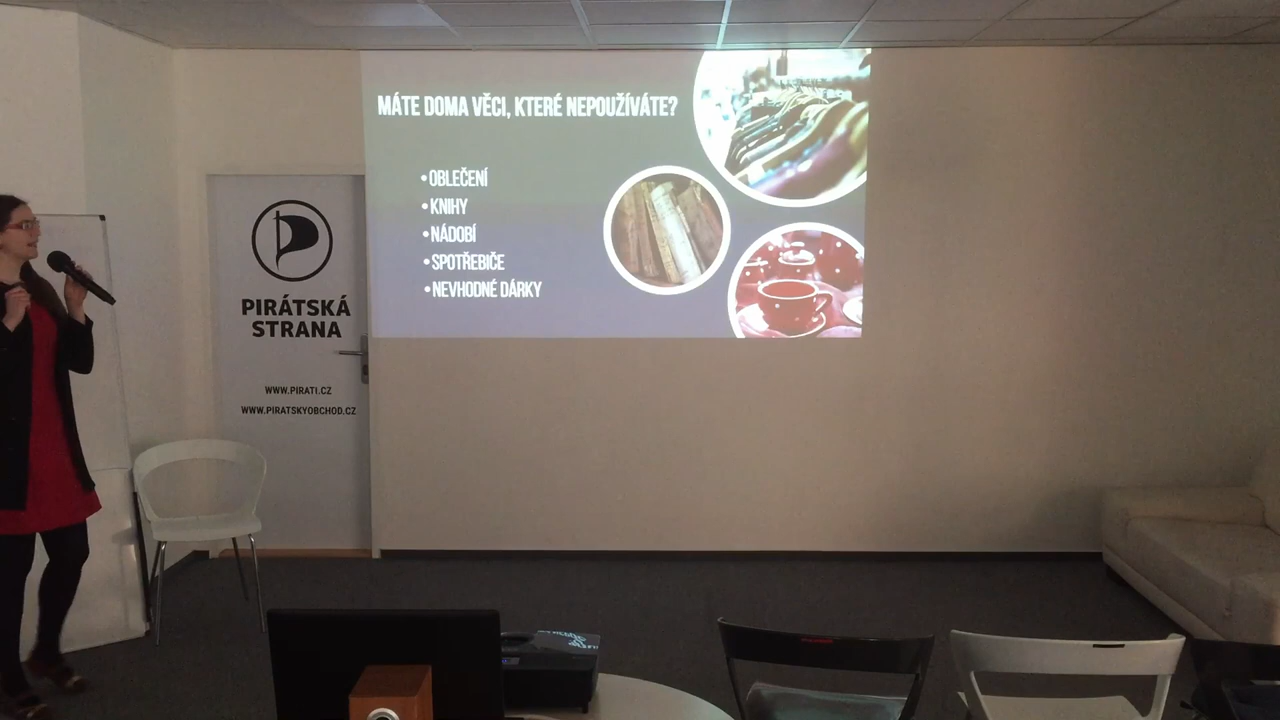 MÁTE DOMA VĚCI, KTERÉ NEPOUŽÍVÁTE?
• OBLEČENÍ
• KNIHY
• NÁDOBÍ
• SPOTŘEBIČE
• NEVHODNÉ DÁRKY
PIRÁTSKÁ
STRANA
WWW.PIRATI.CZ
WWW.PIRATSKYOBCHOD.CZ